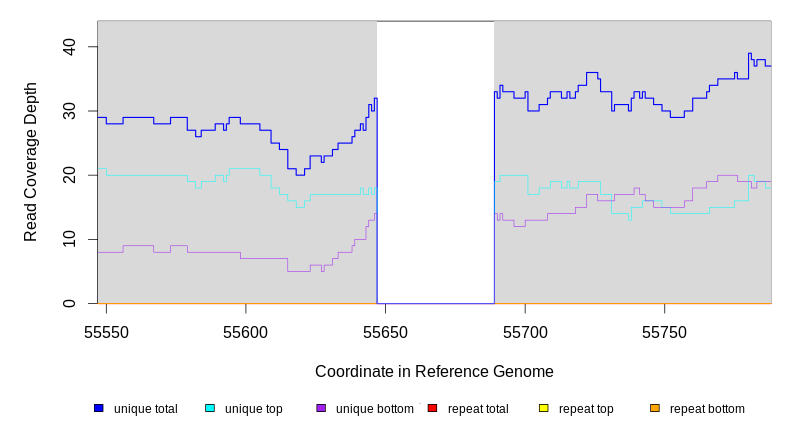 Read Coverage Depth
40
30
20
10
0
55550 55600 55650 55700 55750
Coordinate in Reference Genome
unique total unique top unique bottom repeat total repeat top repeat bottom